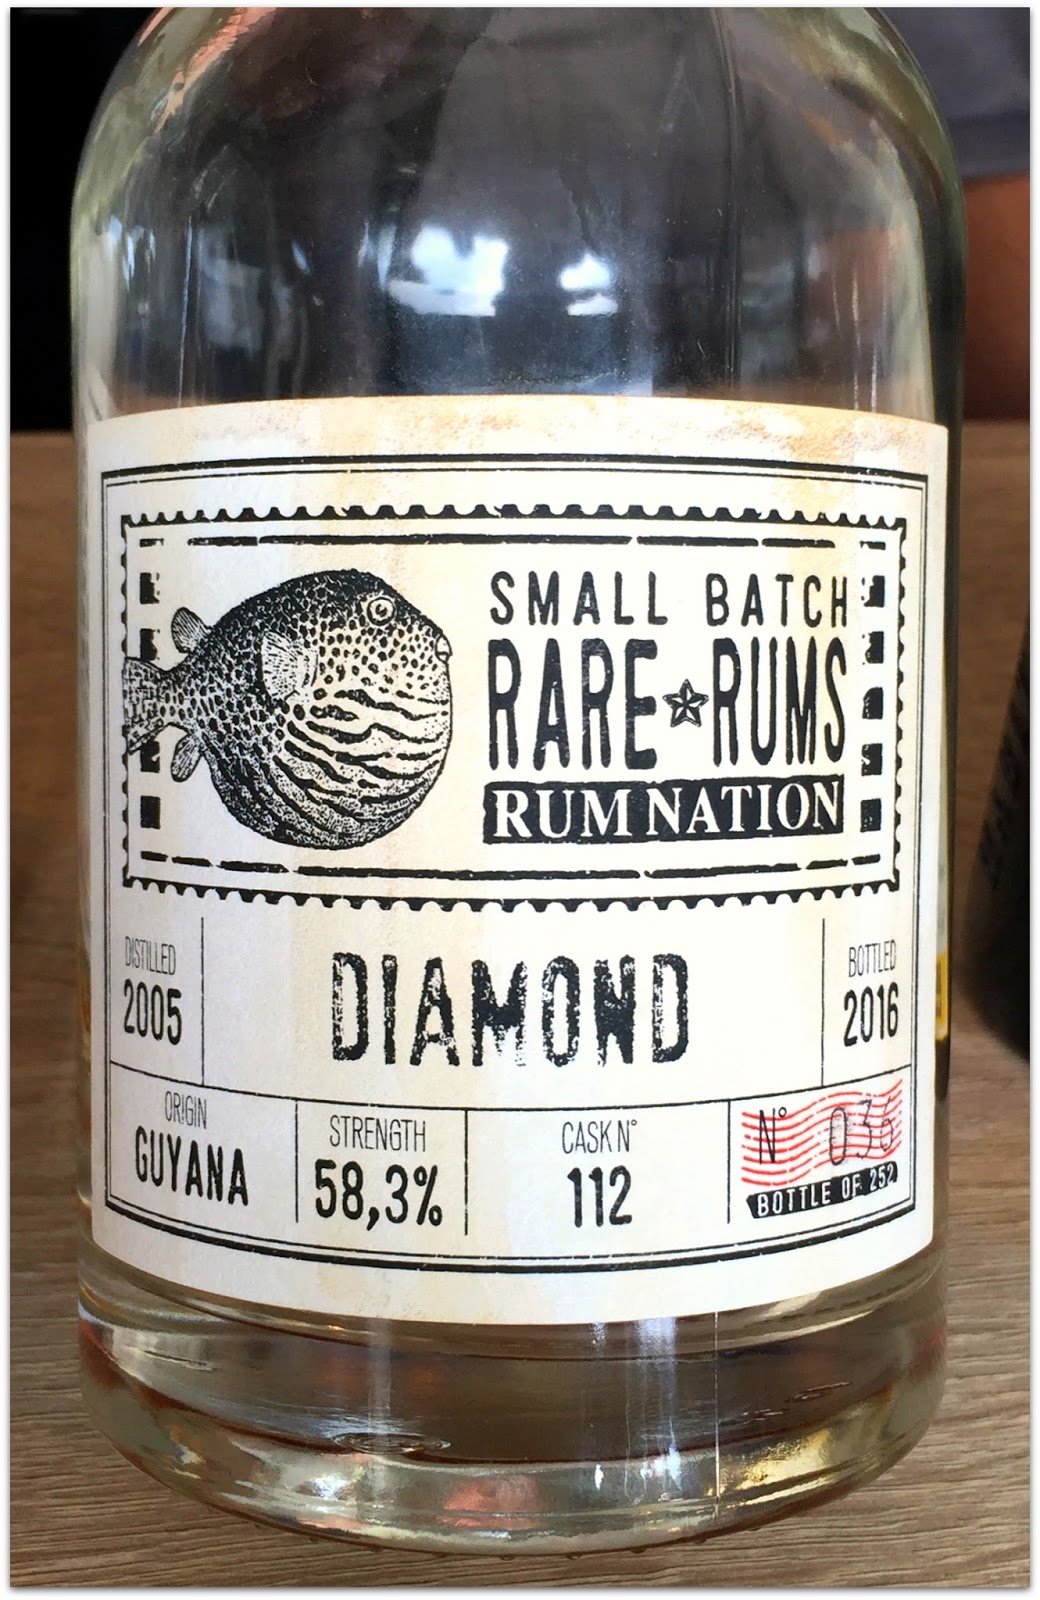 SMALL BATCH
RARE RUMS
RUM NATION
DISTILLED
2005
DIAMOND
BOTTLED
2016
ORIGIN
GUYANA
STRENGTH
58,3%
CASK N°
112
N° 036
BOTTLE OF 252